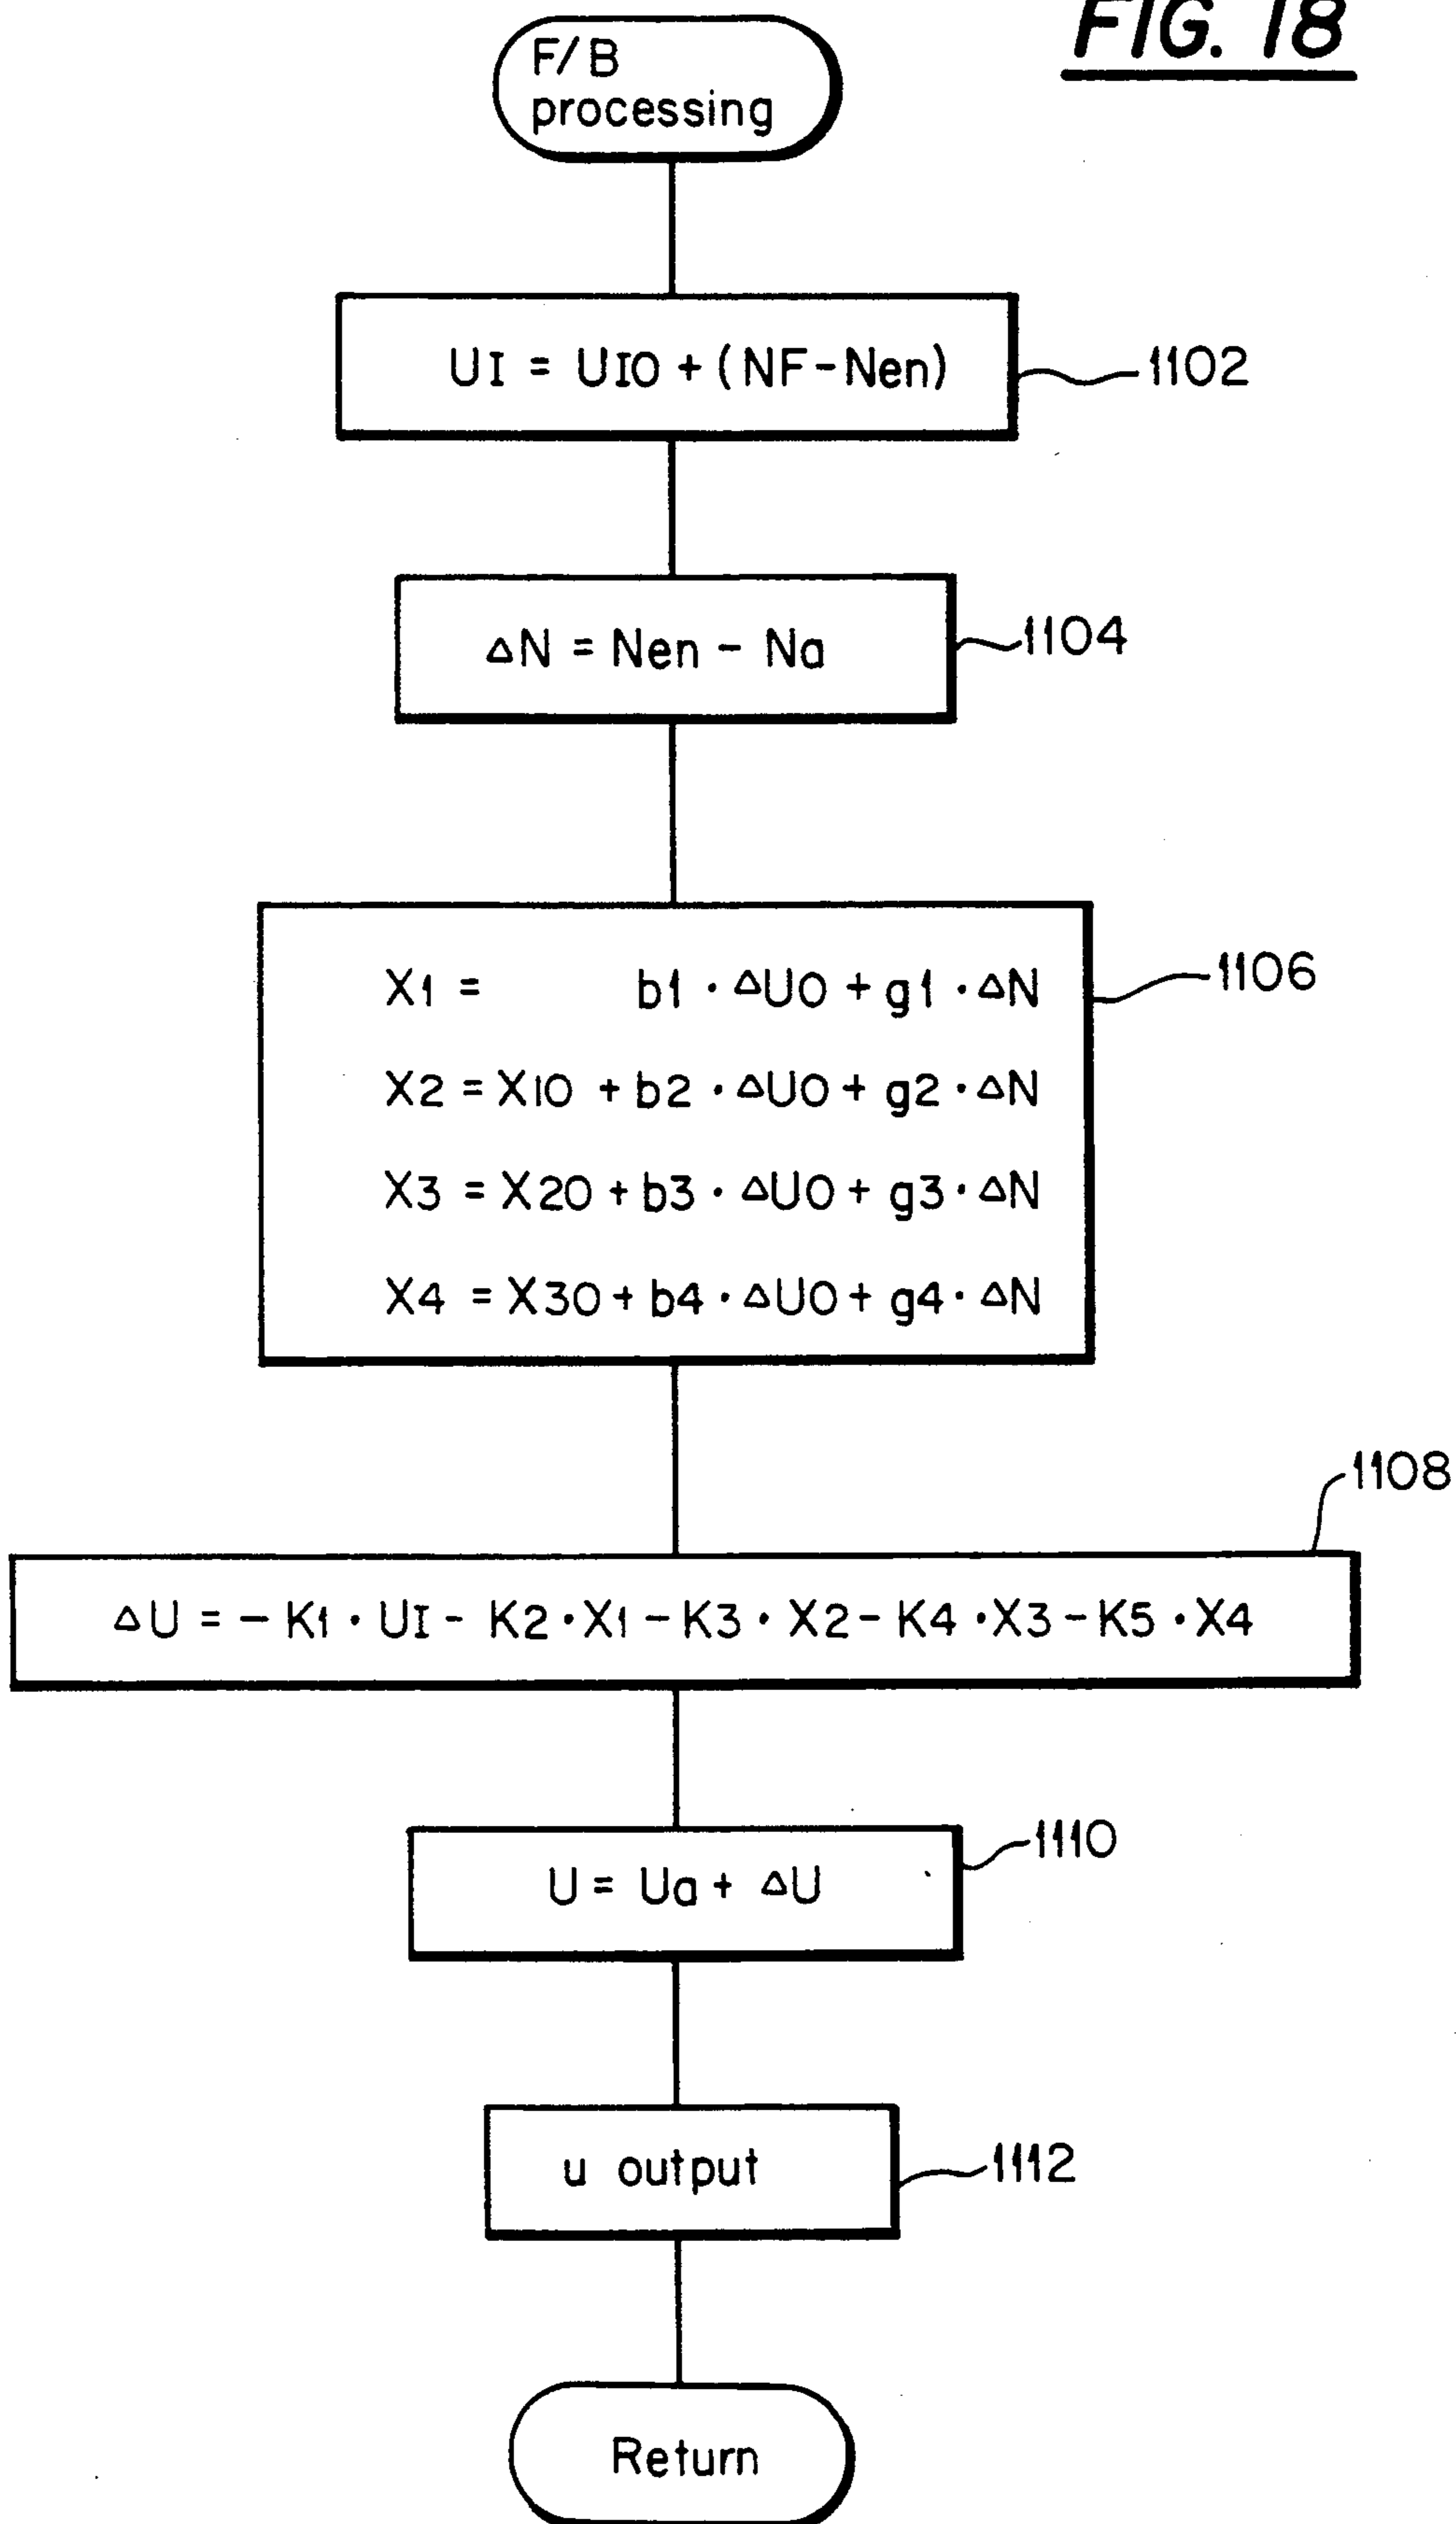 FIG. 18
F/B
processing
UI = UI0 + (NF-Nen)
1102
ΔN = Nen - Na
1104
X1 = b1 · ΔU0 + g1 · ΔN
1106
X2 = X10 + b2 · ΔU0 + g2 · ΔN
X3 = X20 + b3 · ΔU0 + g3 · ΔN
X4 = X30 + b4 · ΔU0 + g4 · ΔN
1108
ΔU = - K1 · UI - K2 · X1 - K3 · X2 - K4 · X3 - K5 · X4
1110
U = Ua + ΔU
u output
1112
Return